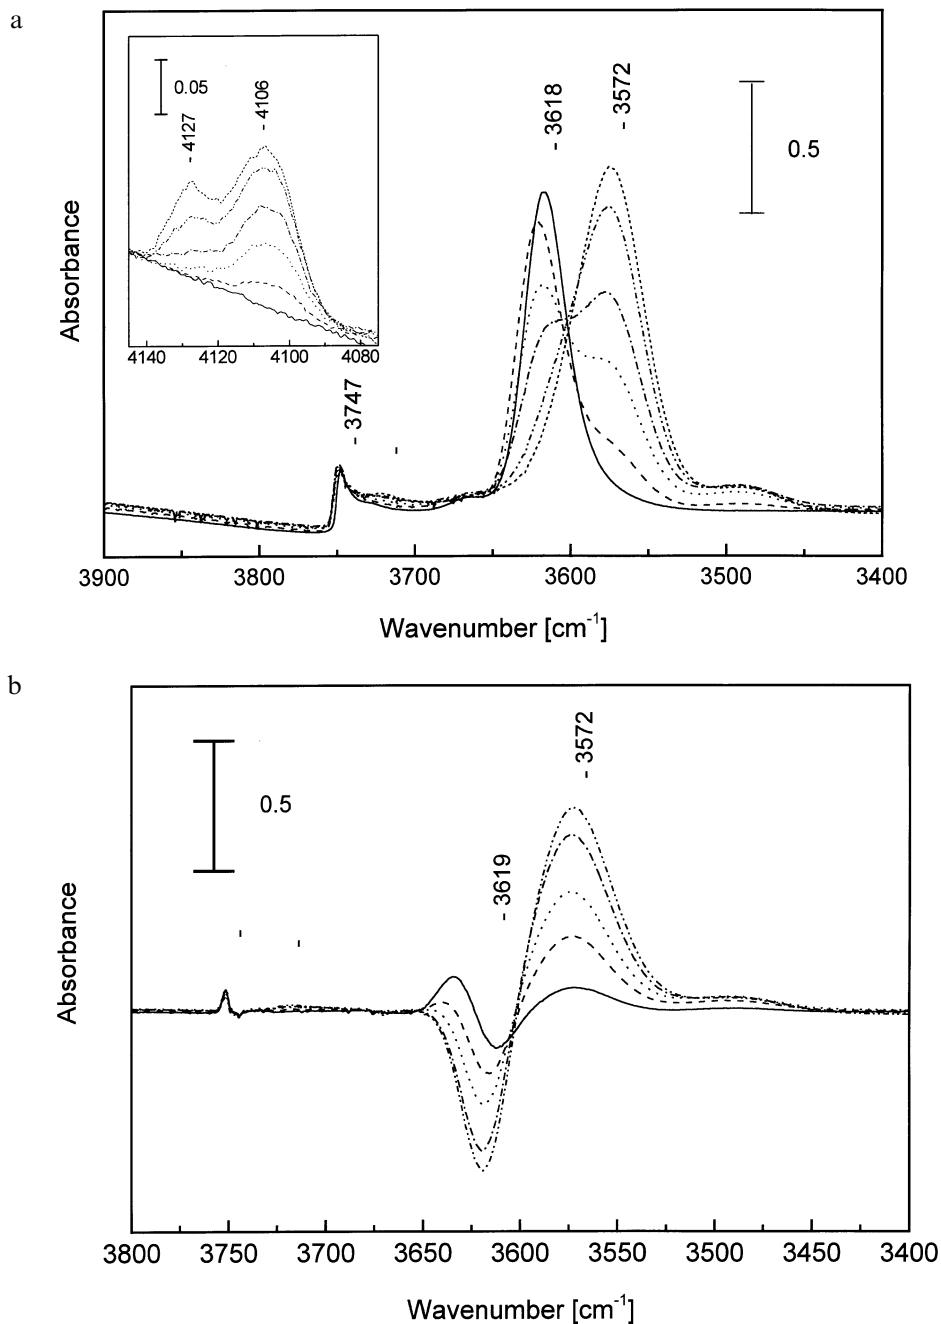 a
Absorbance
0.05
- 4127
- 4106
4140 4120 4100 4080
- 3747
- 3618
- 3572
0.5
3900 3800 3700 3600 3500 3400
Wavenumber [cm-1]
b
Absorbance
0.5
- 3619
- 3572
3800 3750 3700 3650 3600 3550 3500 3450 3400
Wavenumber [cm-1]